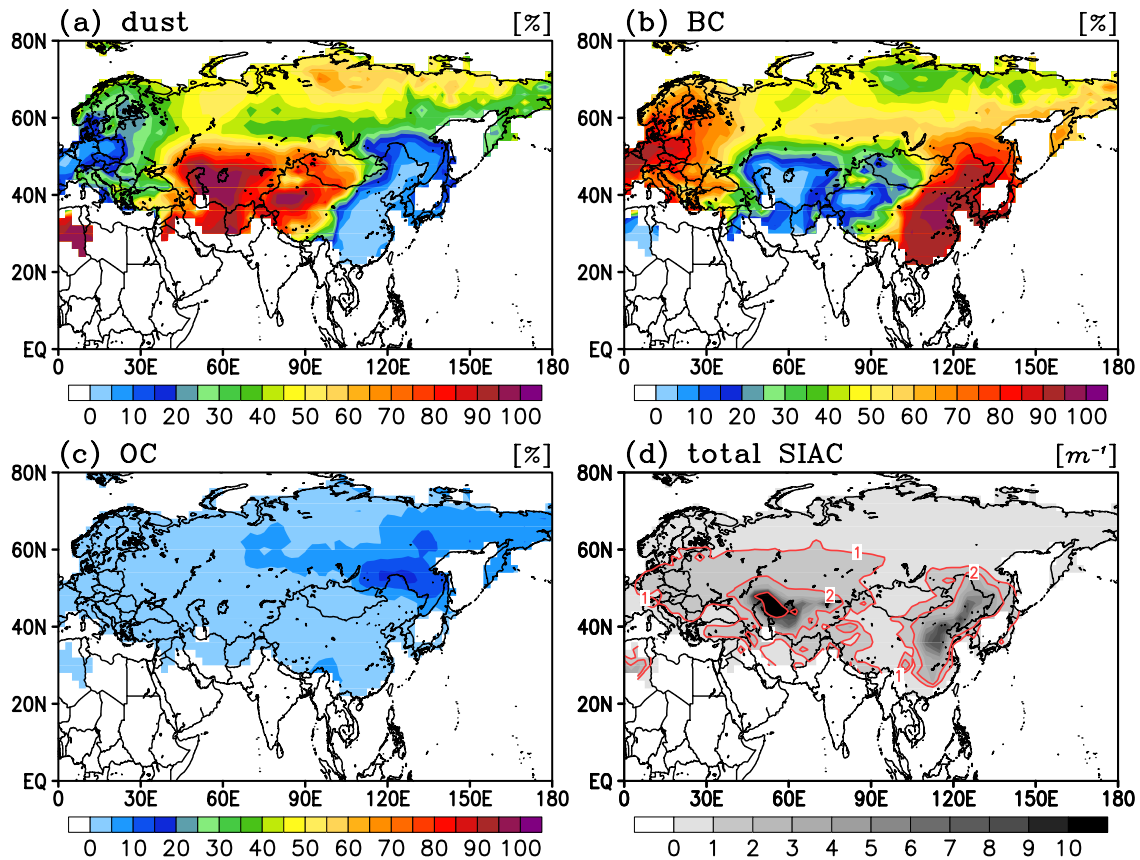 (a) dust [%]
80N
60N
40N
20N
EQ
0 30E 60E 90E 120E 150E 180
0 10 20 30 40 50 60 70 80 90 100
(b) BC [%]
80N
60N
40N
20N
EQ
0 30E 60E 90E 120E 150E 180
0 10 20 30 40 50 60 70 80 90 100
(c) OC [%]
80N
60N
40N
20N
EQ
0 30E 60E 90E 120E 150E 180
0 10 20 30 40 50 60 70 80 90 100
(d) total SIAC [m⁻¹]
80N
60N
40N
20N
EQ
1
2
1
2
1
0 30E 60E 90E 120E 150E 180
0 1 2 3 4 5 6 7 8 9 10